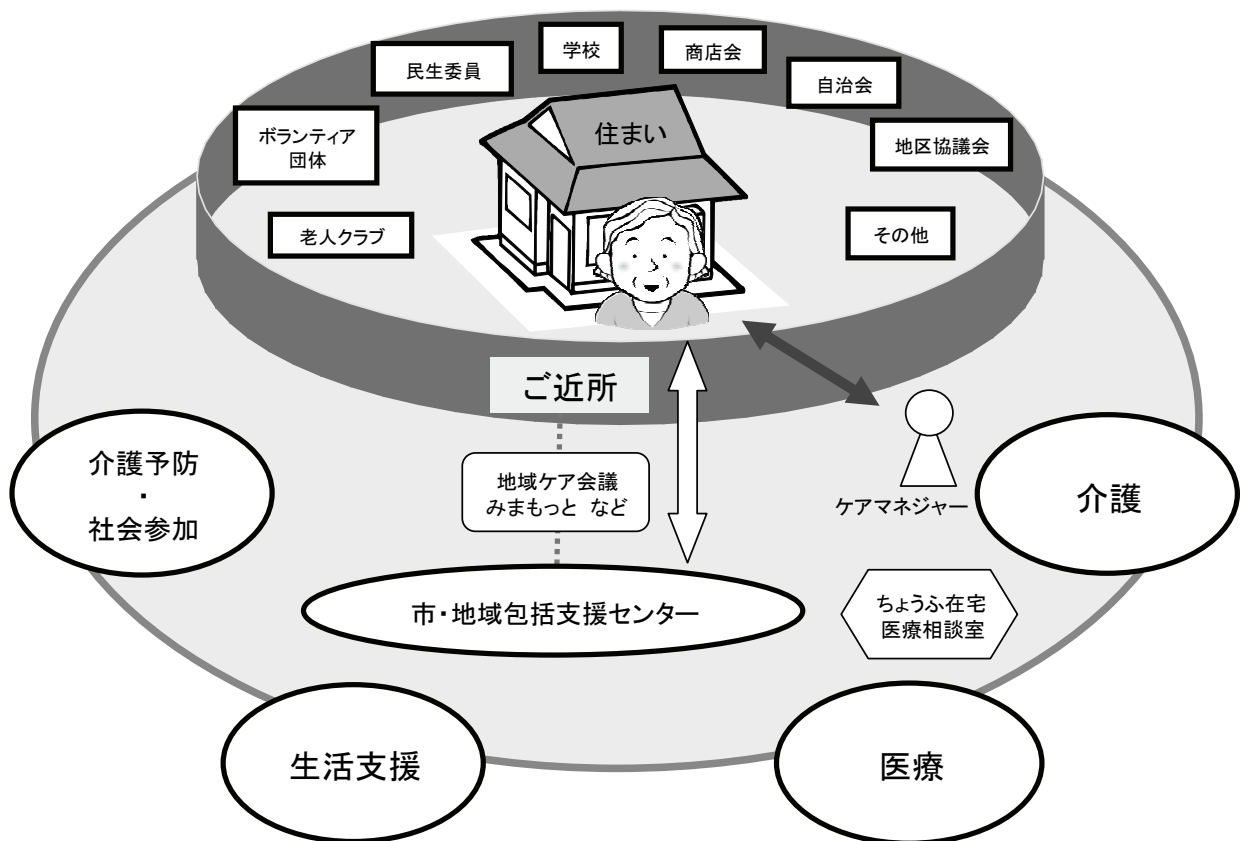 学校
商店会
民生委員
自治会
ボランティア
団体
住まい
地区協議会
老人クラブ
その他
ご近所
介護予防
・
社会参加
地域ケア会議
みまもっと など
ケアマネジャー
介護
市・地域包括支援センター
ちょうふ在宅
医療相談室
生活支援
医療